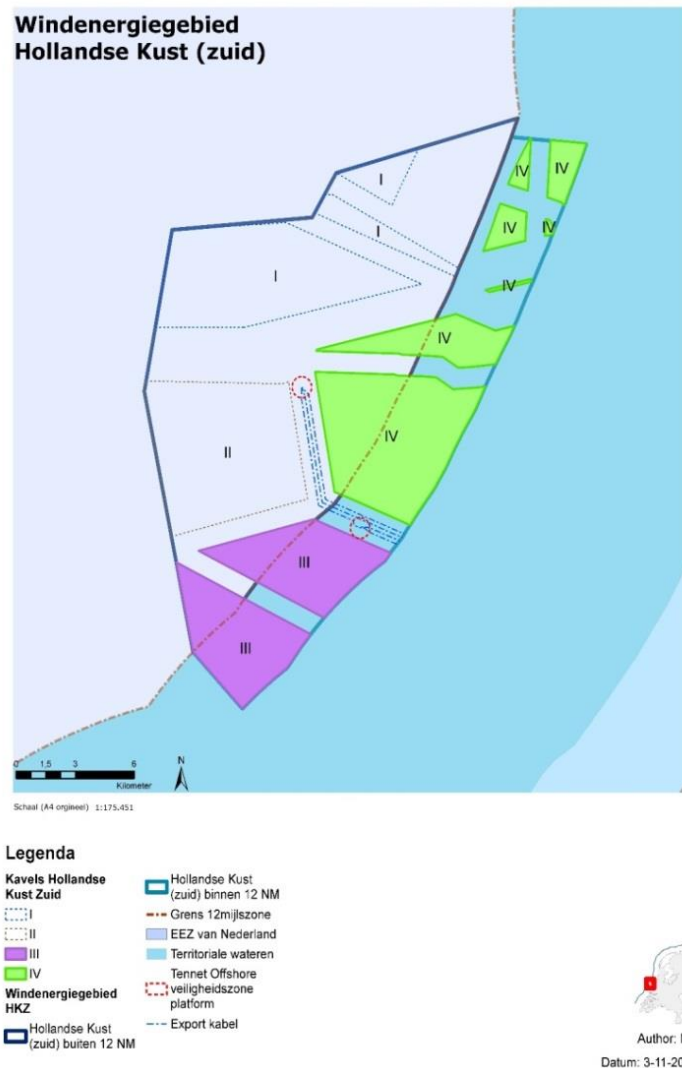 Windenergiegebied
Hollandse Kust (zuid)
I
IV
IV
I
IV
IV
I
IV
IV
IV
II
III
III
0 1,5 3 6
Kilometer
N
Schaal (A4 orgineel) 1:175.451
Legenda
Kavels Hollandse
Kust Zuid
I
II
III
IV
Windenergiegebied
HKZ
Hollandse Kust
(zuid) buiten 12 NM
Hollandse Kust
(zuid) binnen 12 NM
Grens 12mijlszone
EEZ van Nederland
Territoriale wateren
Tennet Offshore
veiligheidszone
platform
Export kabel
Author:
Datum: 3-11-20